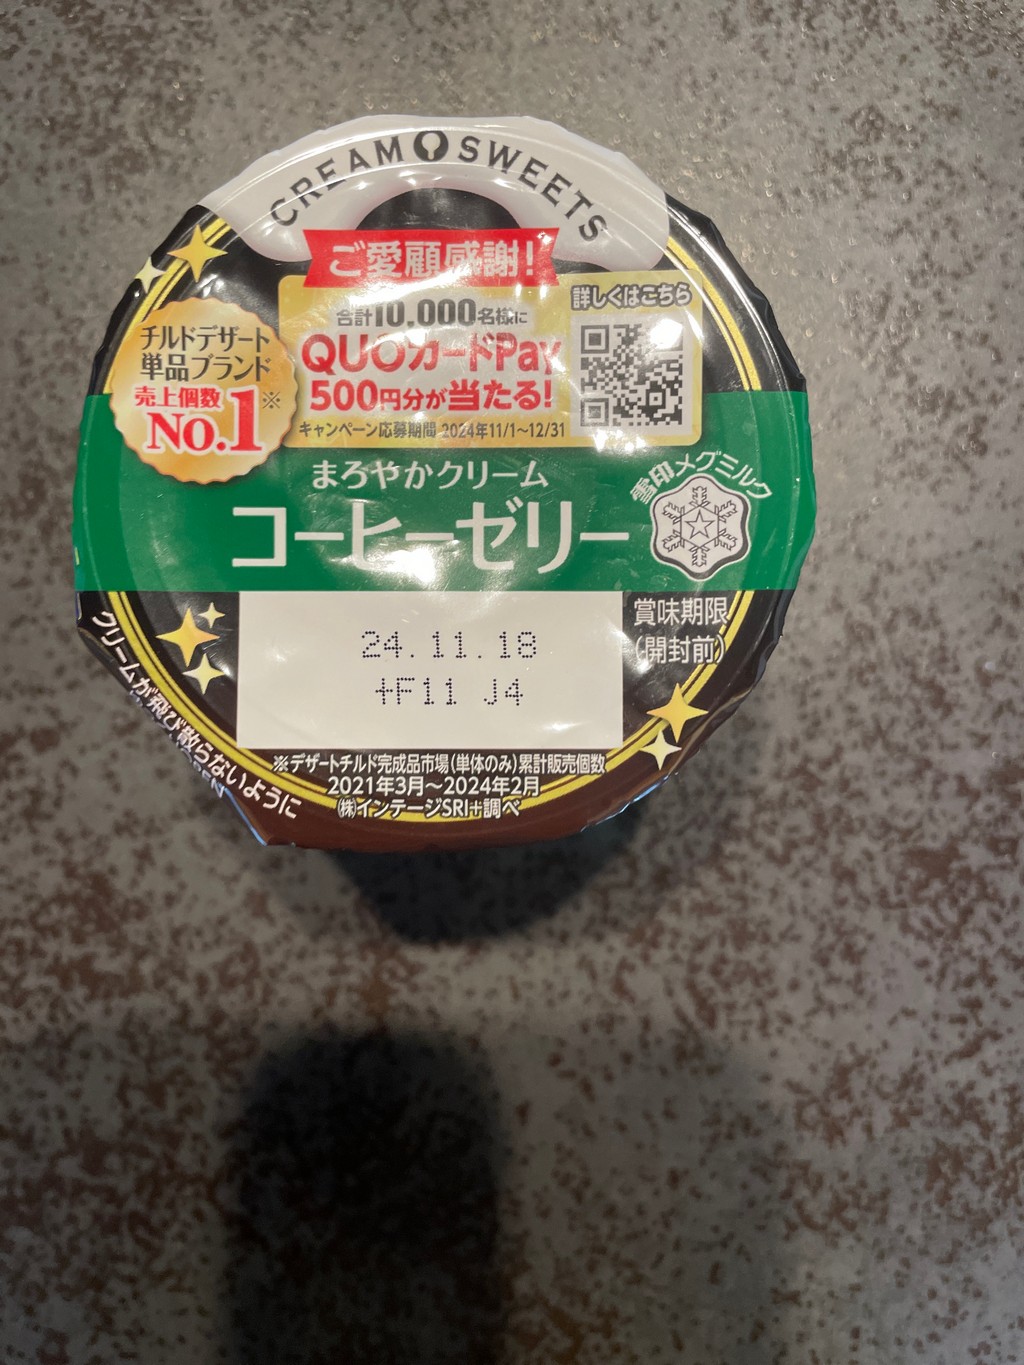 CREAM SWEETS
ご愛顧感謝!
合計10,000名様に
QUOカードPay
500円分が当たる!
キャンペーン応募期間 2024年11/1~12/31
詳しくはこちら
チルドデザート
単品ブランド
売上個数
No.1※
まろやかクリーム
コーヒーゼリー
雪印メグミルク
賞味期限
(開封前)
24.11.18
+F11 J4
※デザートチルド完成品市場(単体のみ)累計販売個数
2021年3月~2024年2月
(株)インテージSRI+調べ
クリームが飛び散らないように